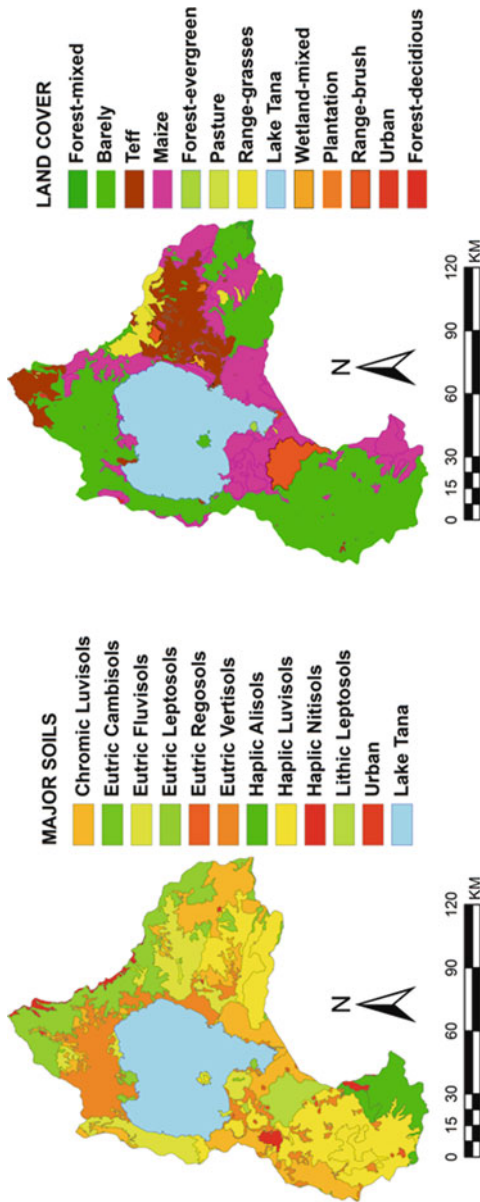 MAJOR SOILS
Chromic Luvisols
Eutric Cambisols
Eutric Fluvisols
Eutric Leptosols
Eutric Regosols
Eutric Vertisols
Haplic Alisols
Haplic Luvisols
Haplic Nitisols
Lithic Leptosols
Urban
Lake Tana
N
0 15 30 60 90 120
KM
LAND COVER
Forest-mixed
Barely
Teff
Maize
Forest-evergreen
Pasture
Range-grasses
Lake Tana
Wetland-mixed
Plantation
Range-brush
Urban
Forest-decidious
N
0 15 30 60 90 120
KM